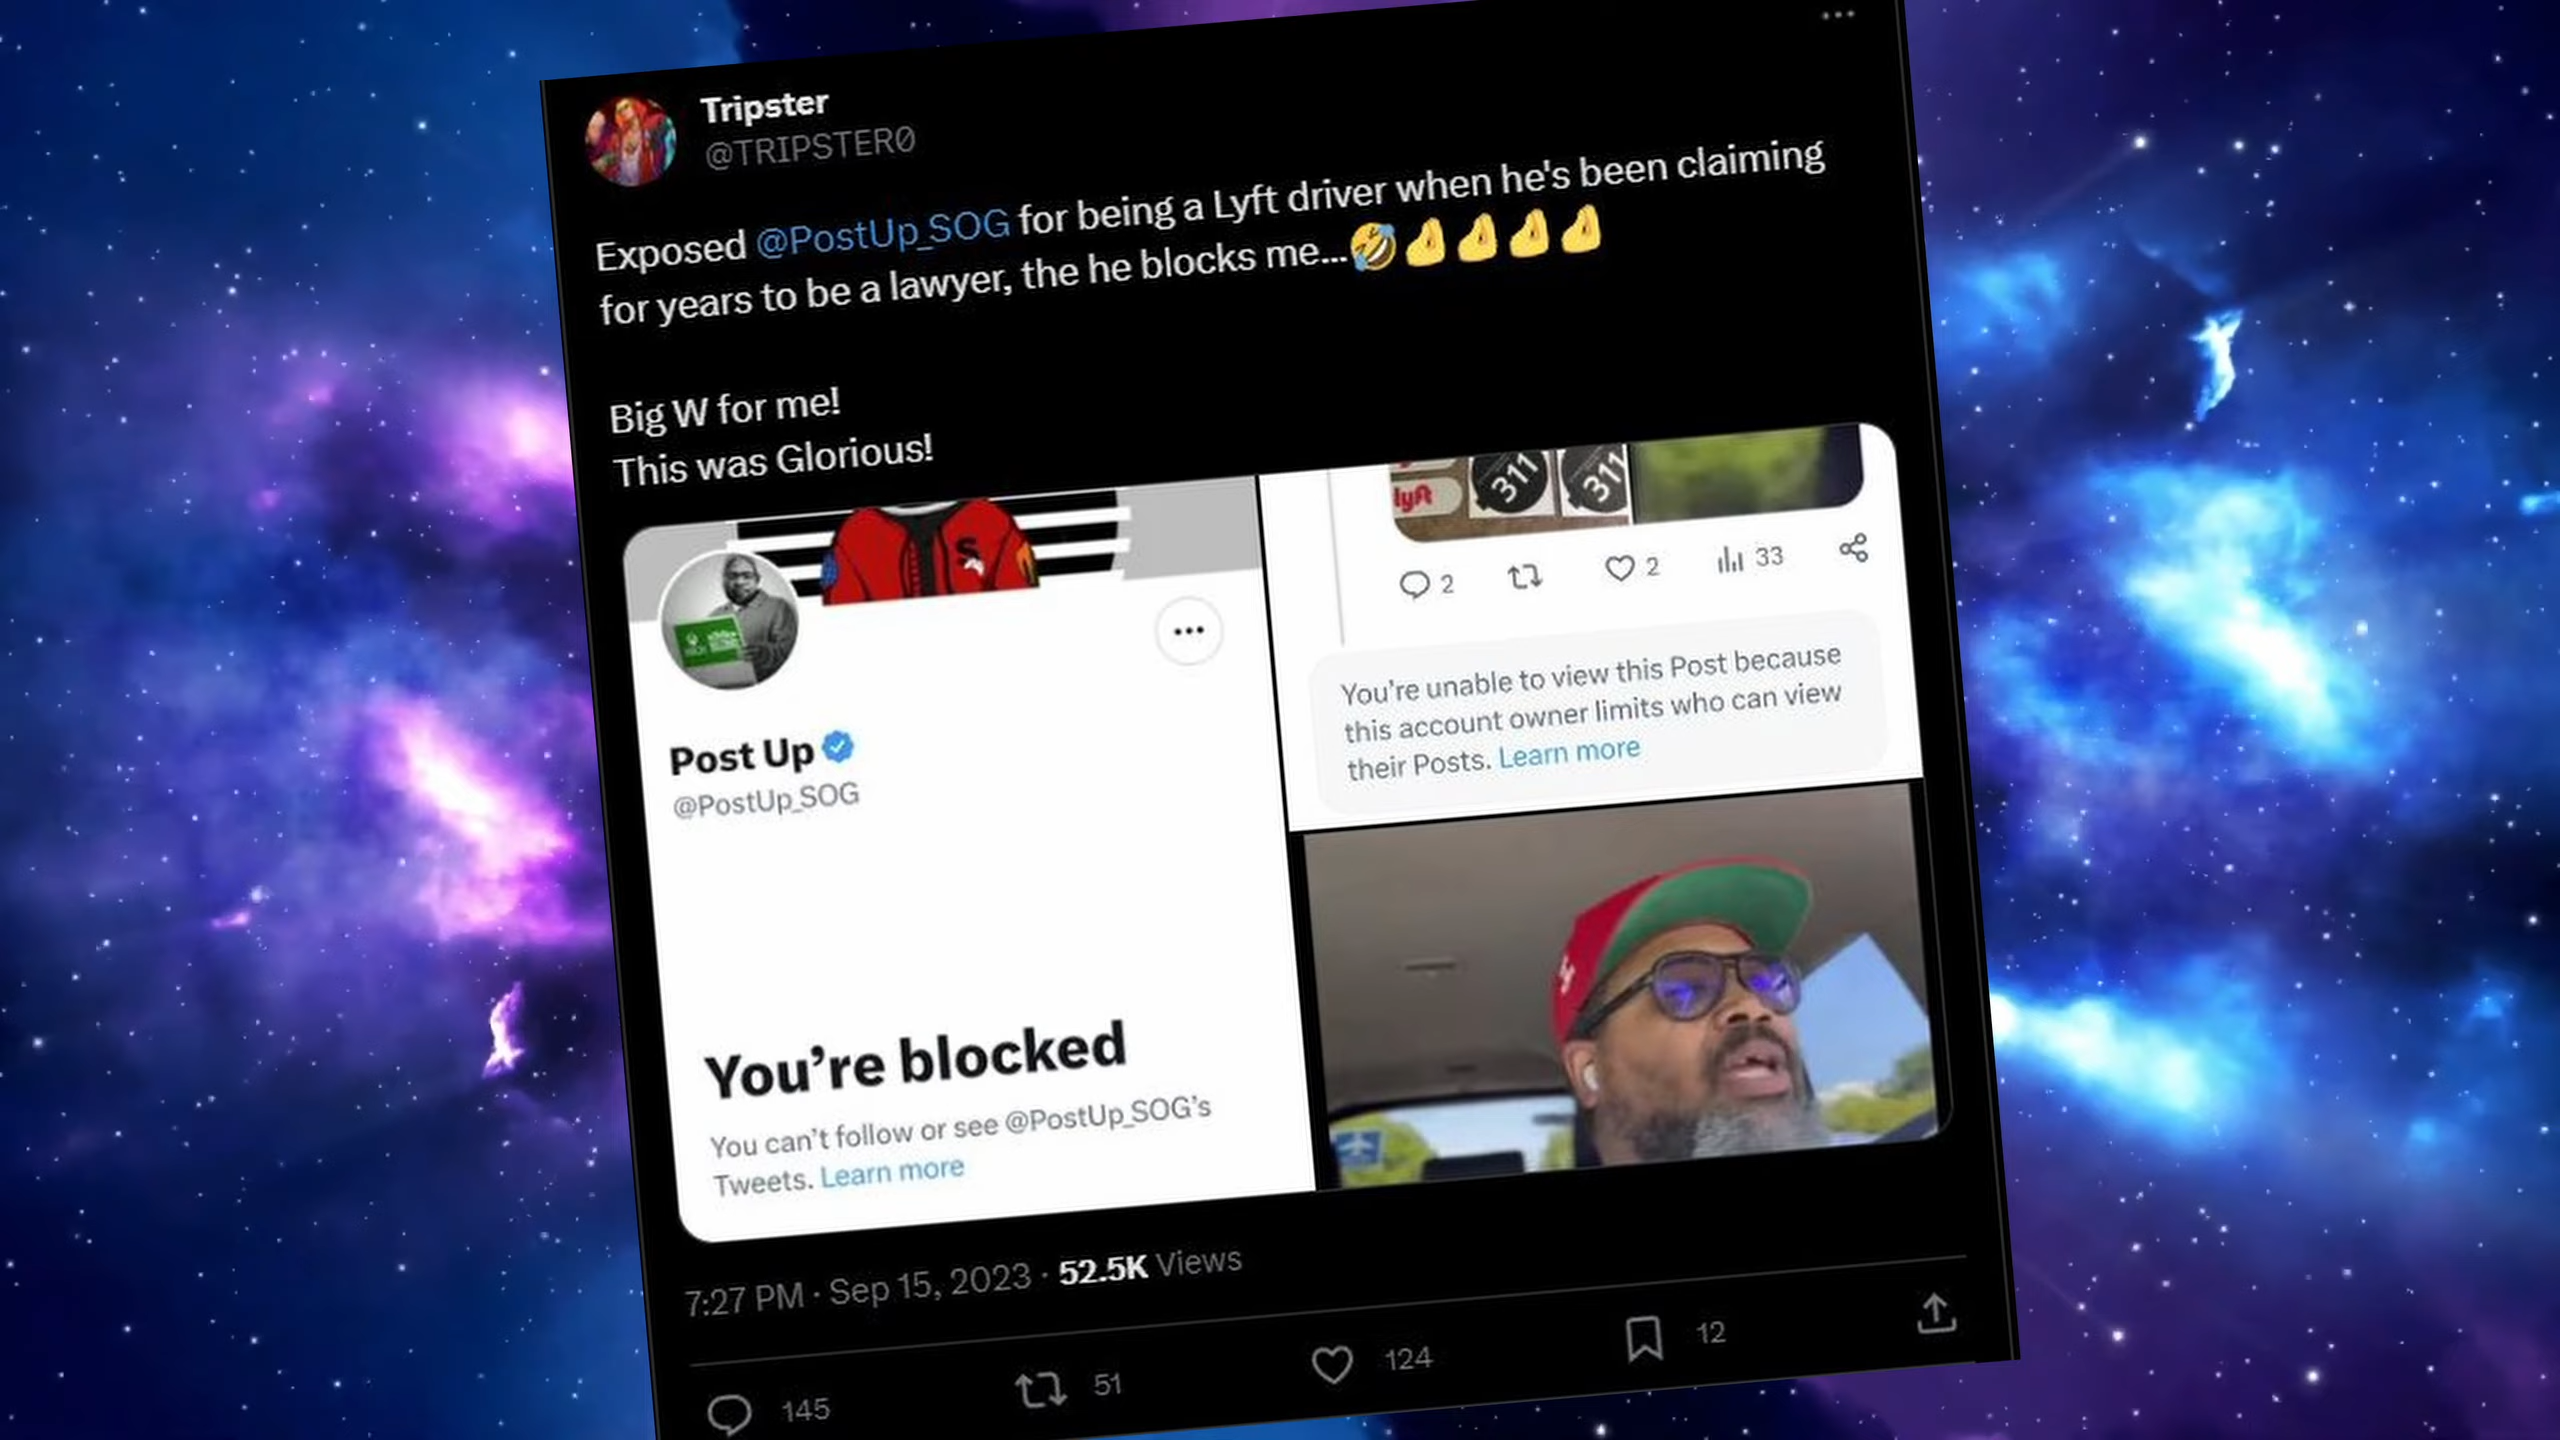 Tripster
@TRIPSTER0
Exposed @PostUp_SOG for being a Lyft driver when he's been claiming
for years to be a lawyer, the he blocks me...🤣🤌🤌🤌🤌
Big W for me!
This was Glorious!
S
Post Up
@PostUp_SOG
You're blocked
You can't follow or see @PostUp_SOG's
Tweets. Learn more
lyft 311 311
2 2 33
You're unable to view this Post because
this account owner limits who can view
their Posts. Learn more
7:27 PM · Sep 15, 2023 · 52.5K Views
145 51 124 12